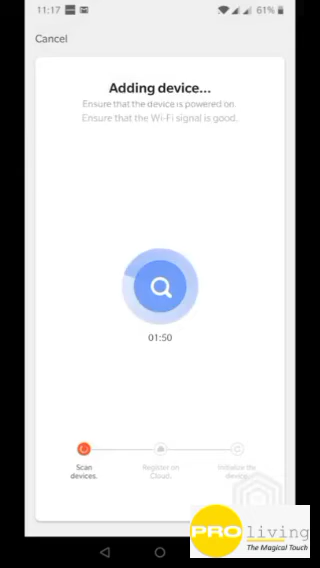 11:17
61%
Cancel
Adding device...
Ensure that the device is powered on.
Ensure that the Wi-Fi signal is good.
01:50
Scan devices.
Register on Cloud.
Initialize the device.
PRO living
The Magical Touch